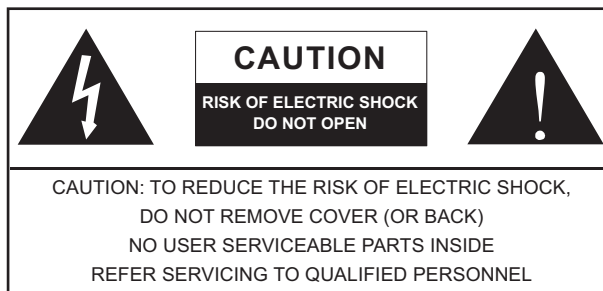 CAUTION
RISK OF ELECTRIC SHOCK
DO NOT OPEN
!
CAUTION: TO REDUCE THE RISK OF ELECTRIC SHOCK,
DO NOT REMOVE COVER (OR BACK)
NO USER SERVICEABLE PARTS INSIDE
REFER SERVICING TO QUALIFIED PERSONNEL